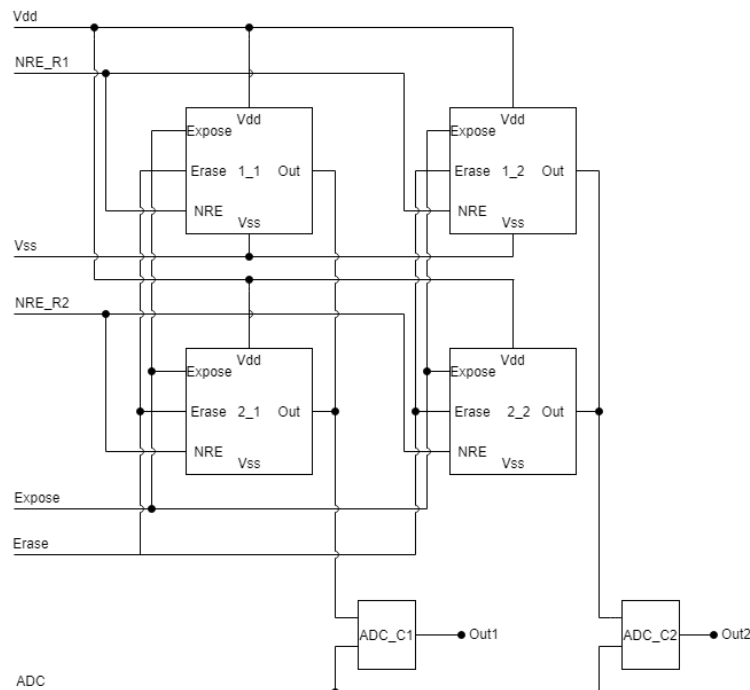 Vdd
NRE_R1
Vdd
Expose
Erase 1_1 Out
NRE
Vss
Vdd
Expose
Erase 1_2 Out
NRE
Vss
Vss
NRE_R2
Vdd
Expose
Erase 2_1 Out
NRE
Vss
Vdd
Expose
Erase 2_2 Out
NRE
Vss
Expose
Erase
ADC_C1
Out1
ADC_C2
Out2
ADC